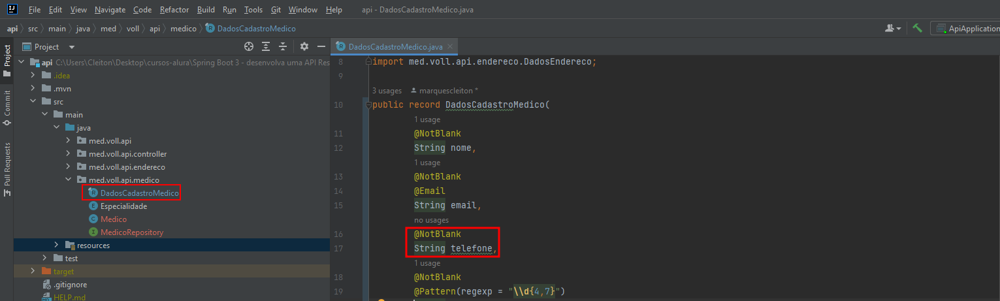 File Edit View Navigate Code Refactor Build Run Tools Git Window Help api - DadosCadastroMedico.java
api src main java med voll api medico DadosCadastroMedico ApiApplication
Project
Project
Commit
Pull Requests
api C:\Users\Cleiton\Desktop\cursos-alura\Spring Boot 3 - desenvolva uma API Res
.idea
.mvn
src
main
java
med.voll.api
med.voll.api.controller
med.voll.api.endereco
med.voll.api.medico
DadosCadastroMedico
Especialidade
Medico
MedicoRepository
resources
test
target
.gitignore
HELP.md
DadosCadastroMedico.java
8 import med.voll.api.endereco.DadosEndereco;
9
3 usages marquescleiton *
10 public record DadosCadastroMedico(
1 usage
11 @NotBlank
12 String nome,
1 usage
13 @NotBlank
14 @Email
15 String email,
no usages
16 @NotBlank
17 String telefone,
1 usage
18 @NotBlank
19 @Pattern(regexp = "\\d{4,7}")